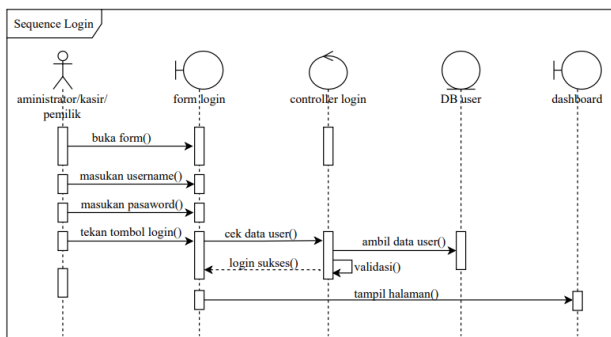 Sequence Login
aministrator/kasir/
pemilik
form login
controller login
DB user
dashboard
buka form()
masukan username()
masukan pasaword()
tekan tombol login()
cek data user()
ambil data user()
login sukses()
validasi()
tampil halaman()